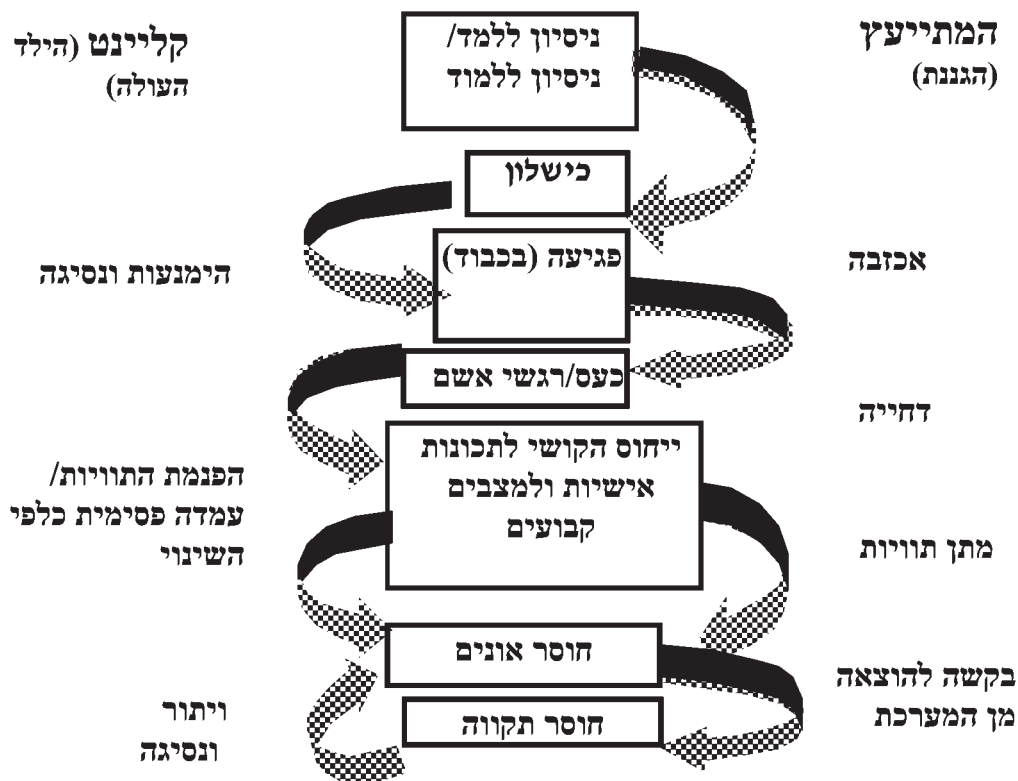 המתייעץ
(הגננת)
ניסיון ללמד/
ניסיון ללמוד
קליינט (הילד
העולה)
כישלון
אכזבה
פגיעה (בכבוד)
הימנעות ונסיגה
כעס/רגשי אשם
דחייה
ייחוס הקושי לתכונות
אישיות ולמצבים
קבועים
הפנמת התוויות/
עמדה פסימית כלפי
השינוי
מתן תוויות
חוסר אונים
בקשה להוצאה
מן המערכת
חוסר תקווה
ויתור
ונסיגה